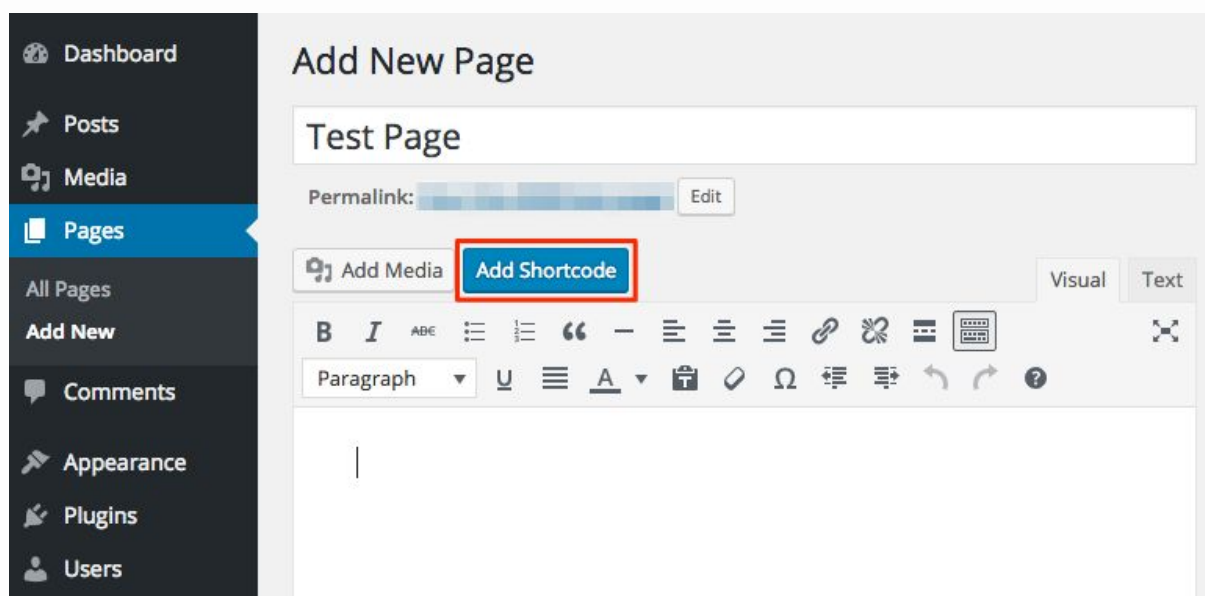 Dashboard
Posts
Media
Pages
All Pages
Add New
Comments
Appearance
Plugins
Users
Add New Page
Test Page
Permalink:
Edit
Add Media
Add Shortcode
Visual
Text
B I ABE
Paragraph
U A T Ω ?